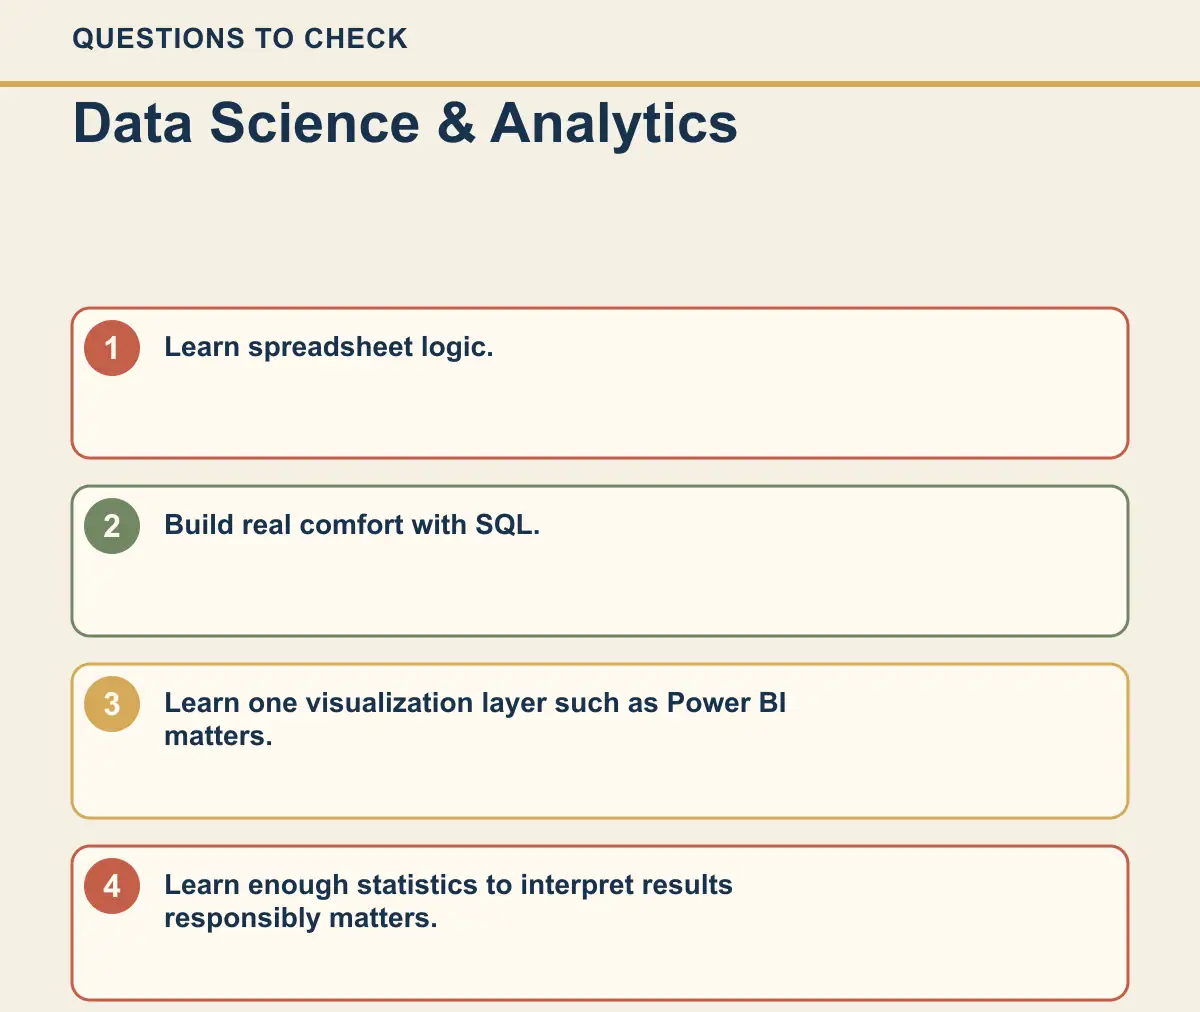 QUESTIONS TO CHECK
Data Science & Analytics
1
Learn spreadsheet logic.
2
Build real comfort with SQL.
3
Learn one visualization layer such as Power BI
matters.
4
Learn enough statistics to interpret results
responsibly matters.